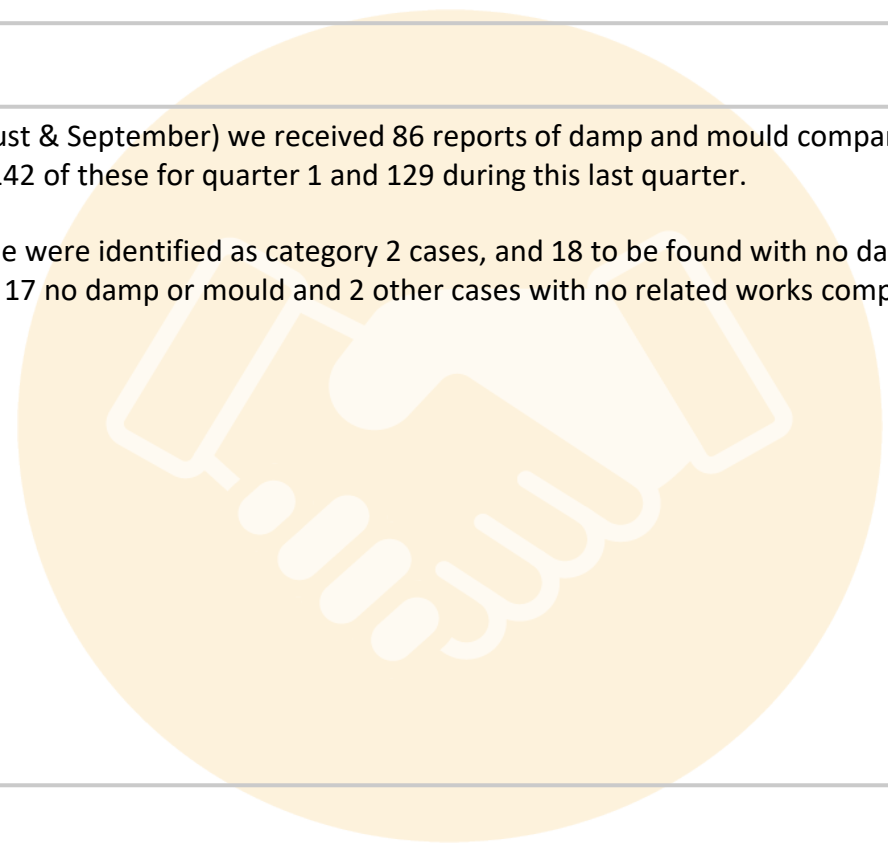 ust & September) we received 86 reports of damp and mould compar
142 of these for quarter 1 and 129 during this last quarter.
e were identified as category 2 cases, and 18 to be found with no da
17 no damp or mould and 2 other cases with no related works comp